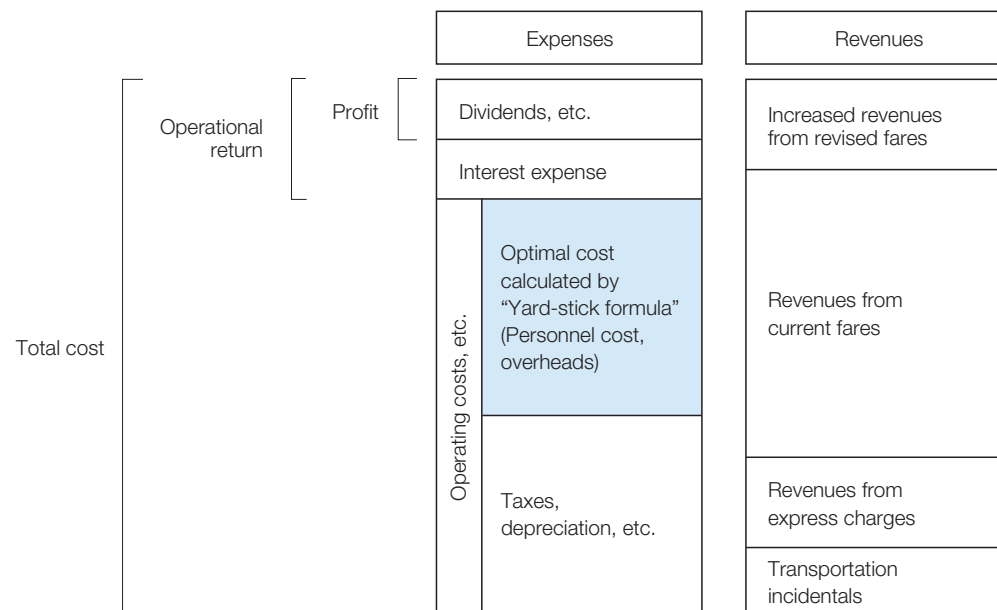 Expenses
Revenues
Total cost
Operational
return
Profit
Dividends, etc.
Interest expense
Operating costs, etc.
Optimal cost
calculated by
“Yard-stick formula”
(Personnel cost,
overheads)
Taxes,
depreciation, etc.
Increased revenues
from revised fares
Revenues from
current fares
Revenues from
express charges
Transportation
incidentals